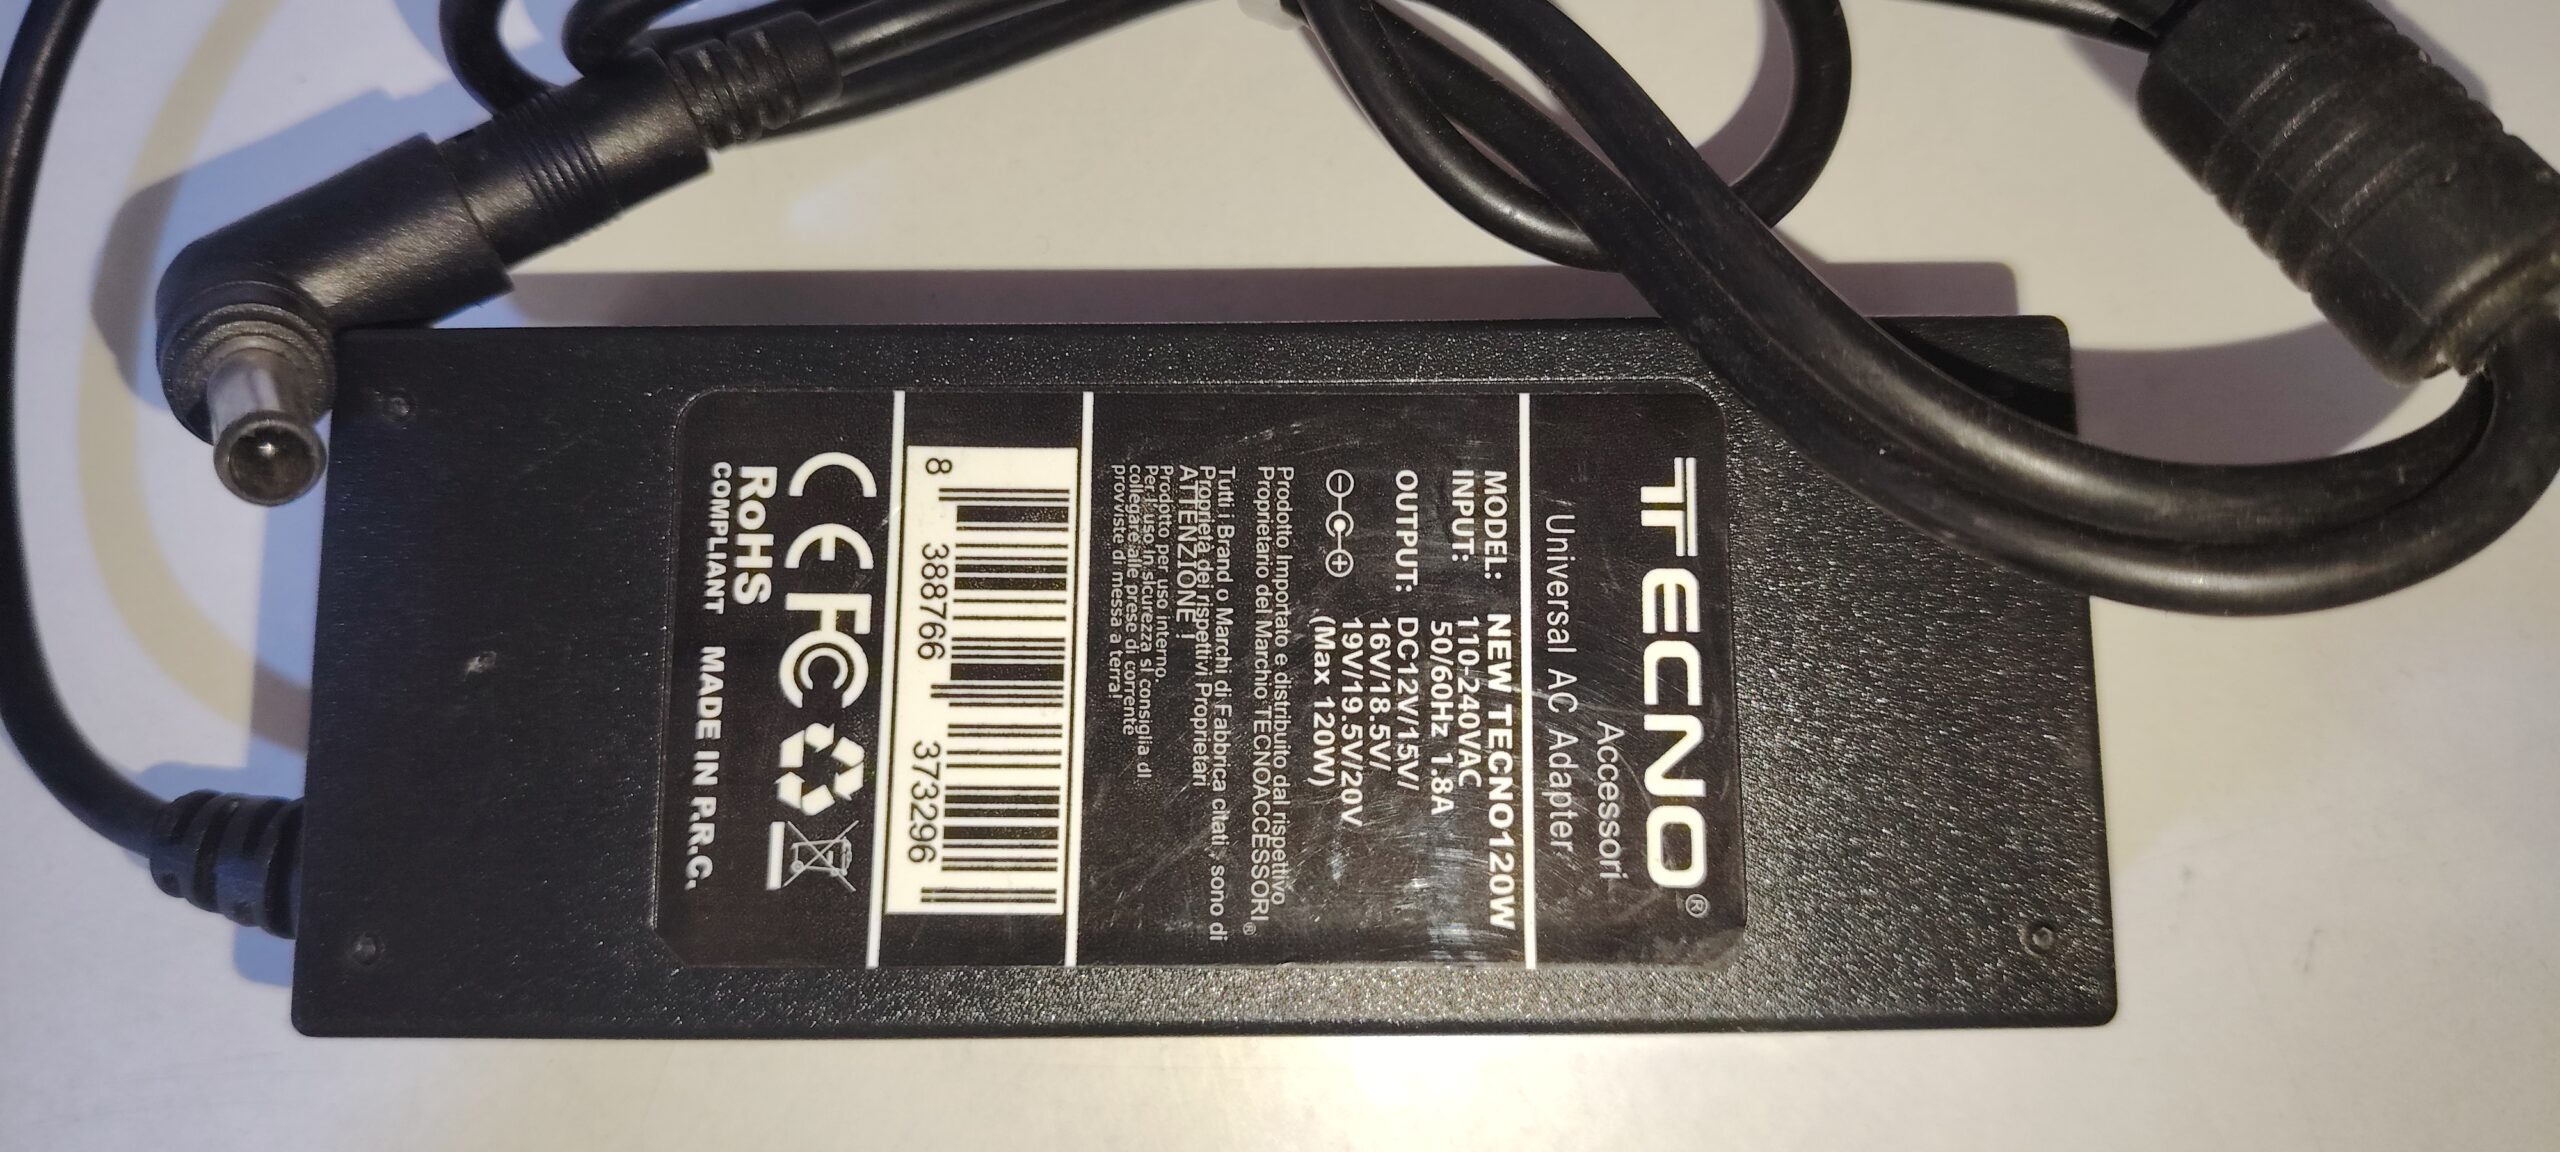 TECNO®
Accessori
Universal AC Adapter
MODEL: NEW TECNO120W
INPUT: 110-240VAC
50/60Hz 1.8A
OUTPUT: DC12V/15V/
16V/18.5V/
19V/19.5V/20V
(Max 120W)
Prodotto Importato e distribuito dal rispettivo
Proprietario del Marchio TECNOACCESSORI®
Tutti i Brand o Marchi di Fabbrica citati, sono di
Proprietà dei rispettivi Proprietari
ATTENZIONE!
Prodotto per uso interno.
Per l'uso in sicurezza si consiglia di
collegare alle prese di corrente
provviste di messa a terra!
8 388766 373296
CE FC
RoHS
COMPLIANT MADE IN P.R.C.